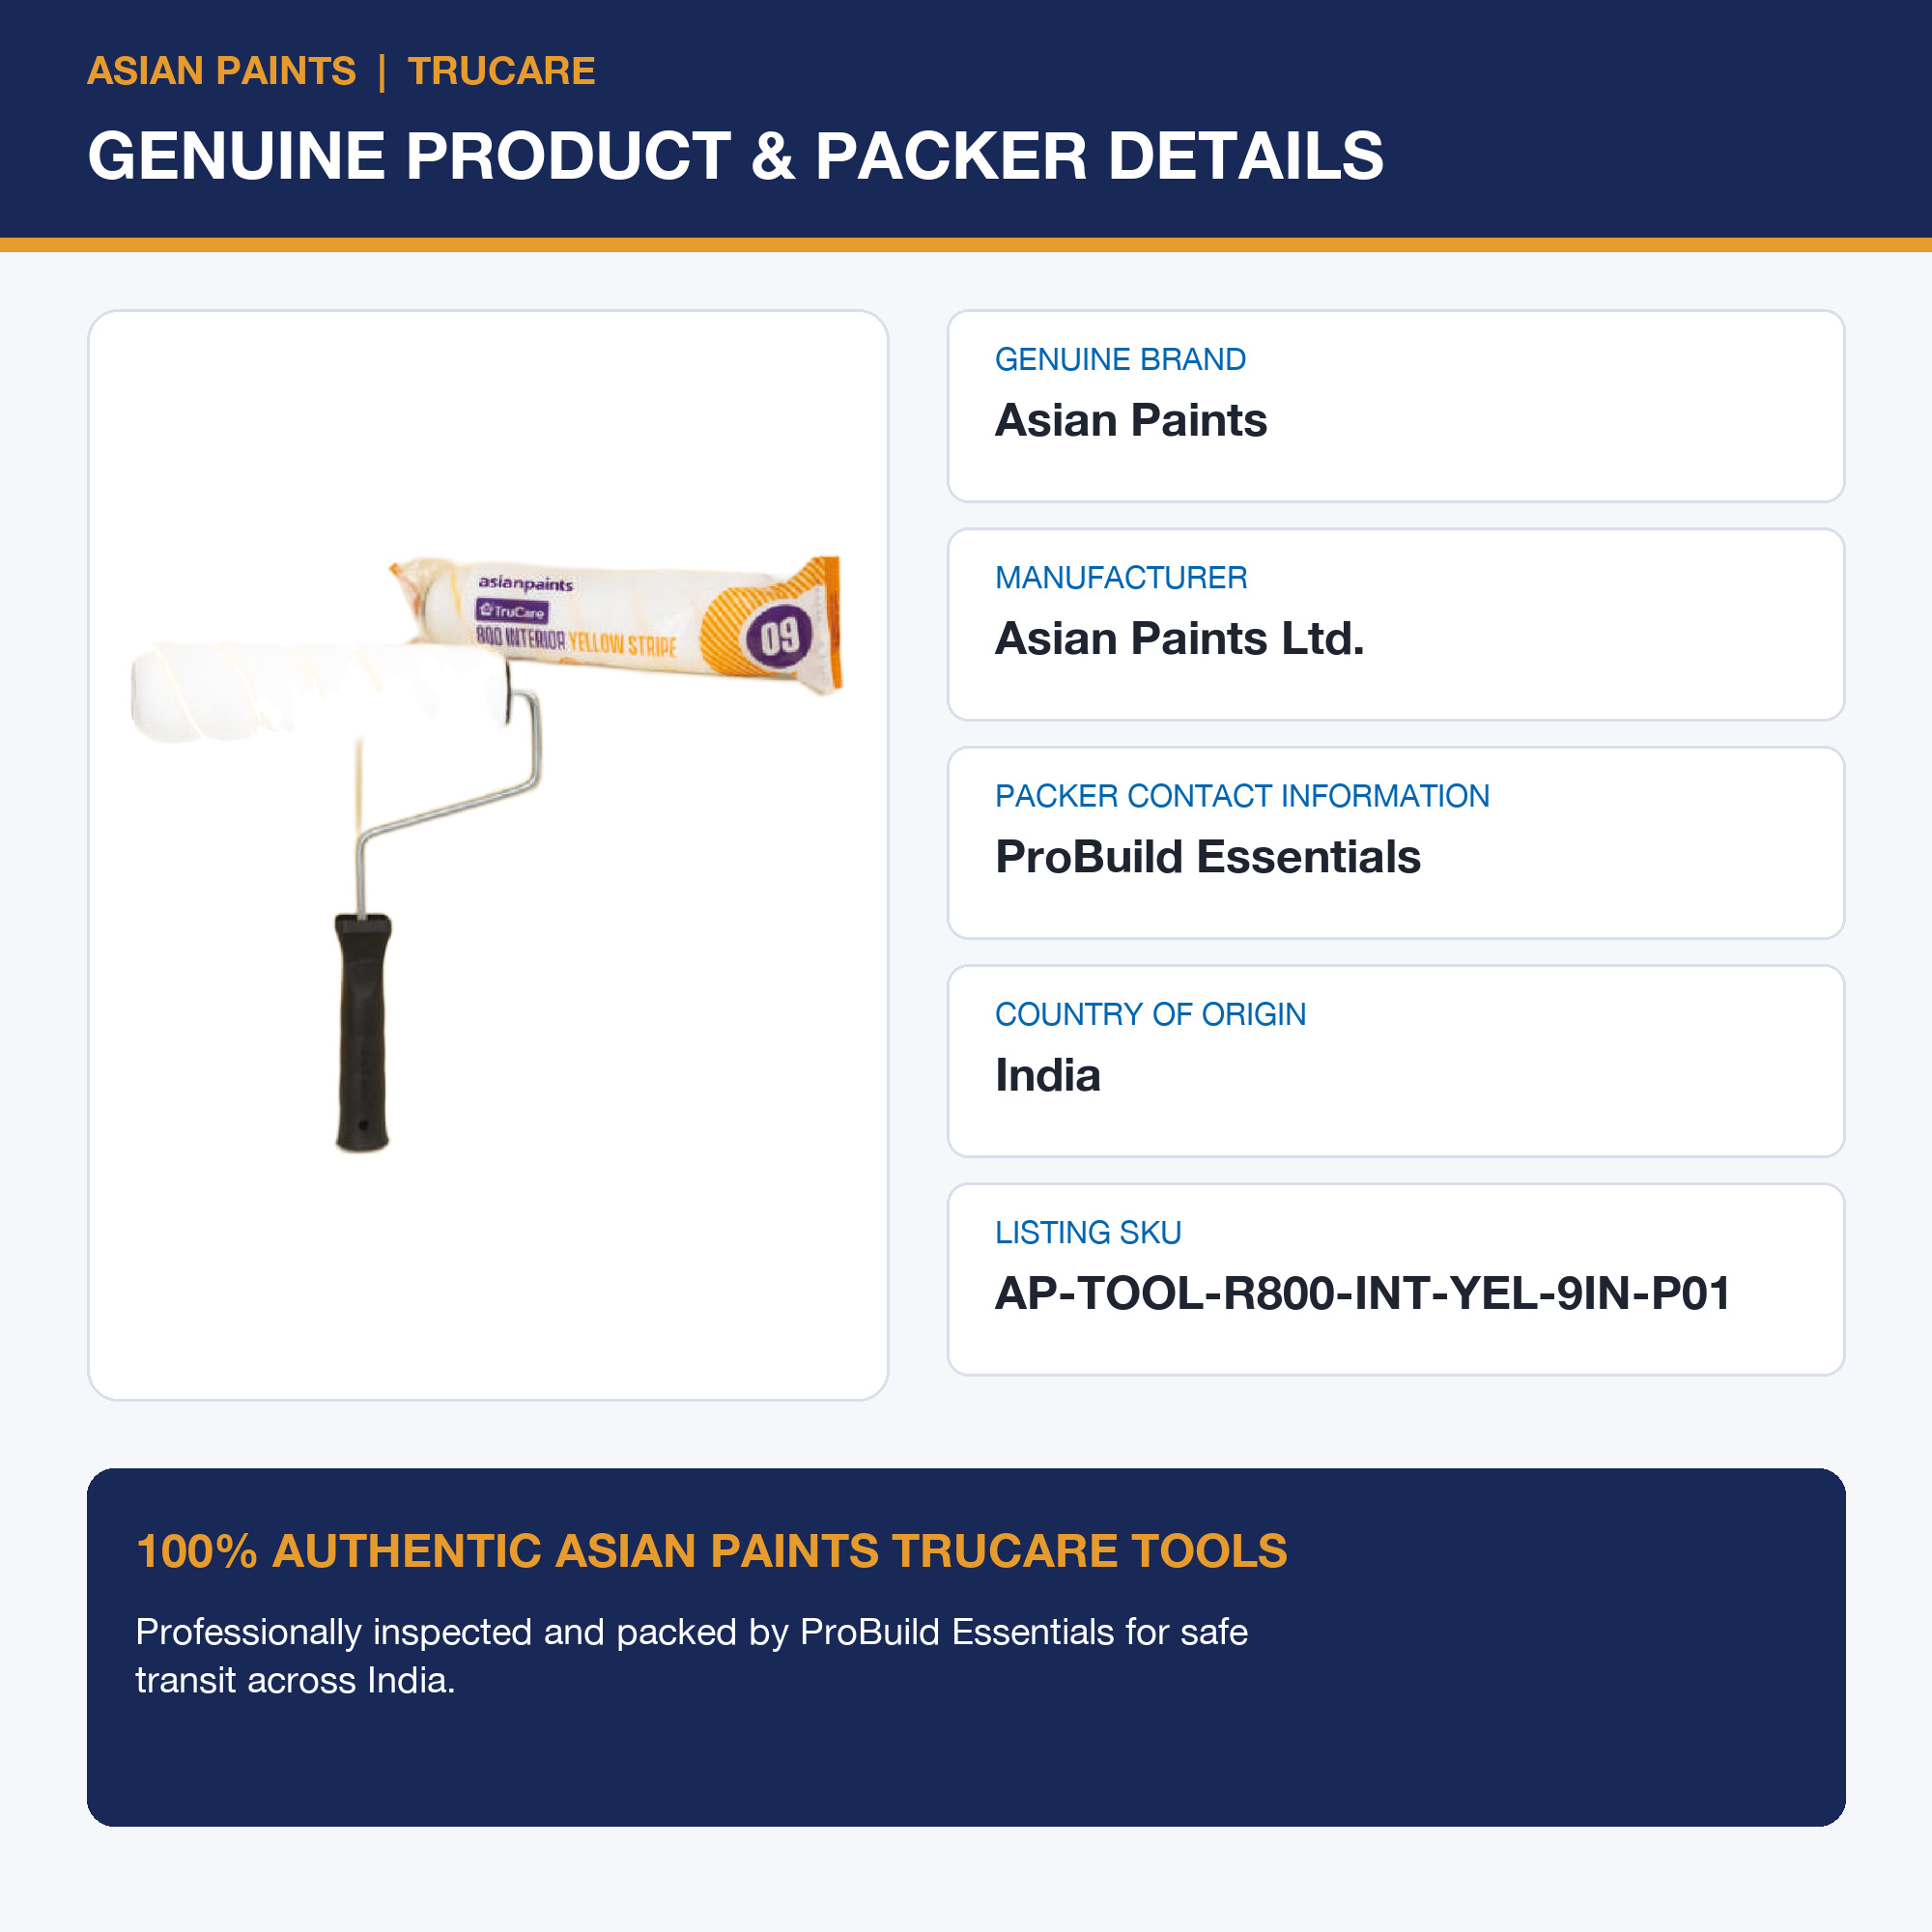 ASIAN PAINTS | TRUCARE
GENUINE PRODUCT & PACKER DETAILS
asianpaints
TruCare
800 INTERIOR YELLOW STRIPE
09
GENUINE BRAND
Asian Paints
MANUFACTURER
Asian Paints Ltd.
PACKER CONTACT INFORMATION
ProBuild Essentials
COUNTRY OF ORIGIN
India
LISTING SKU
AP-TOOL-R800-INT-YEL-9IN-P01
100% AUTHENTIC ASIAN PAINTS TRUCARE TOOLS
Professionally inspected and packed by ProBuild Essentials for safe
transit across India.